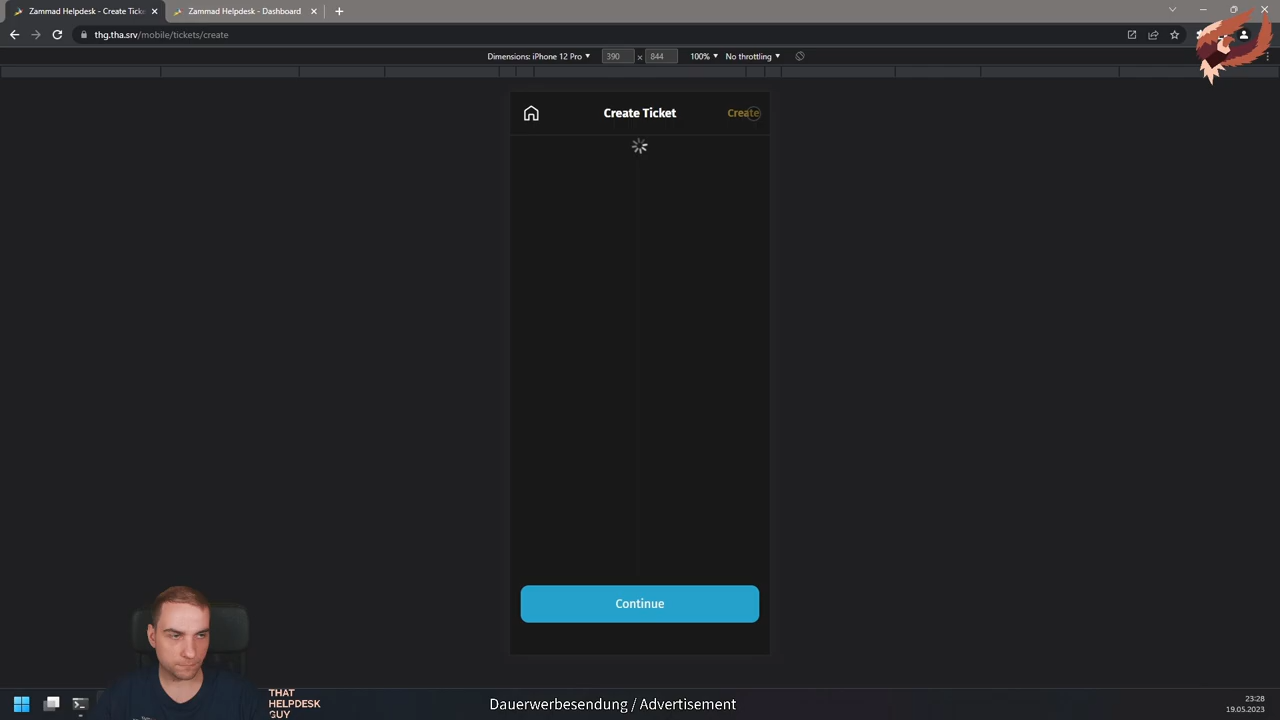 Zammad Helpdesk - Create Ticke
Zammad Helpdesk - Dashboard
thg.tha.srv/mobile/tickets/create
Dimensions: iPhone 12 Pro
390 x 844
100%
No throttling
Create Ticket
Create
Continue
THAT
HELPDESK
GUY
Dauerwerbesendung / Advertisement
23:28
19.05.2023